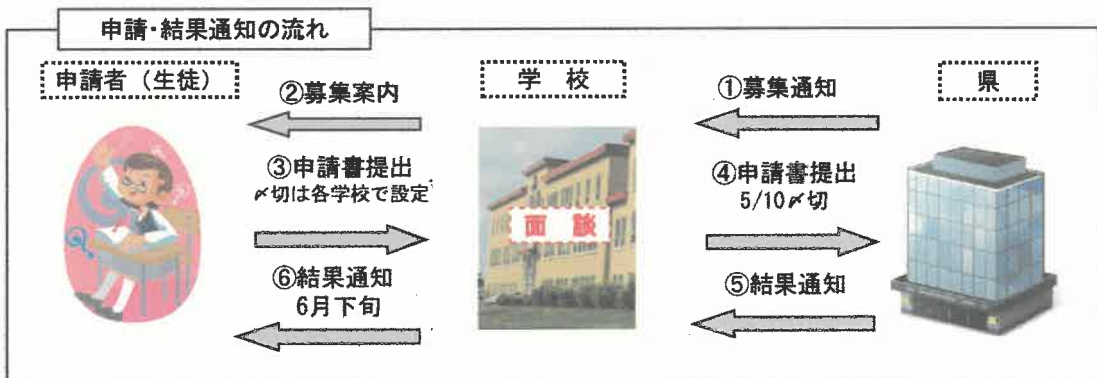 申請・結果通知の流れ
申請者（生徒）
学校
県
②募集案内
①募集通知
③申請書提出
〆切は各学校で設定
④申請書提出
5/10〆切
面談
⑥結果通知
6月下旬
⑤結果通知